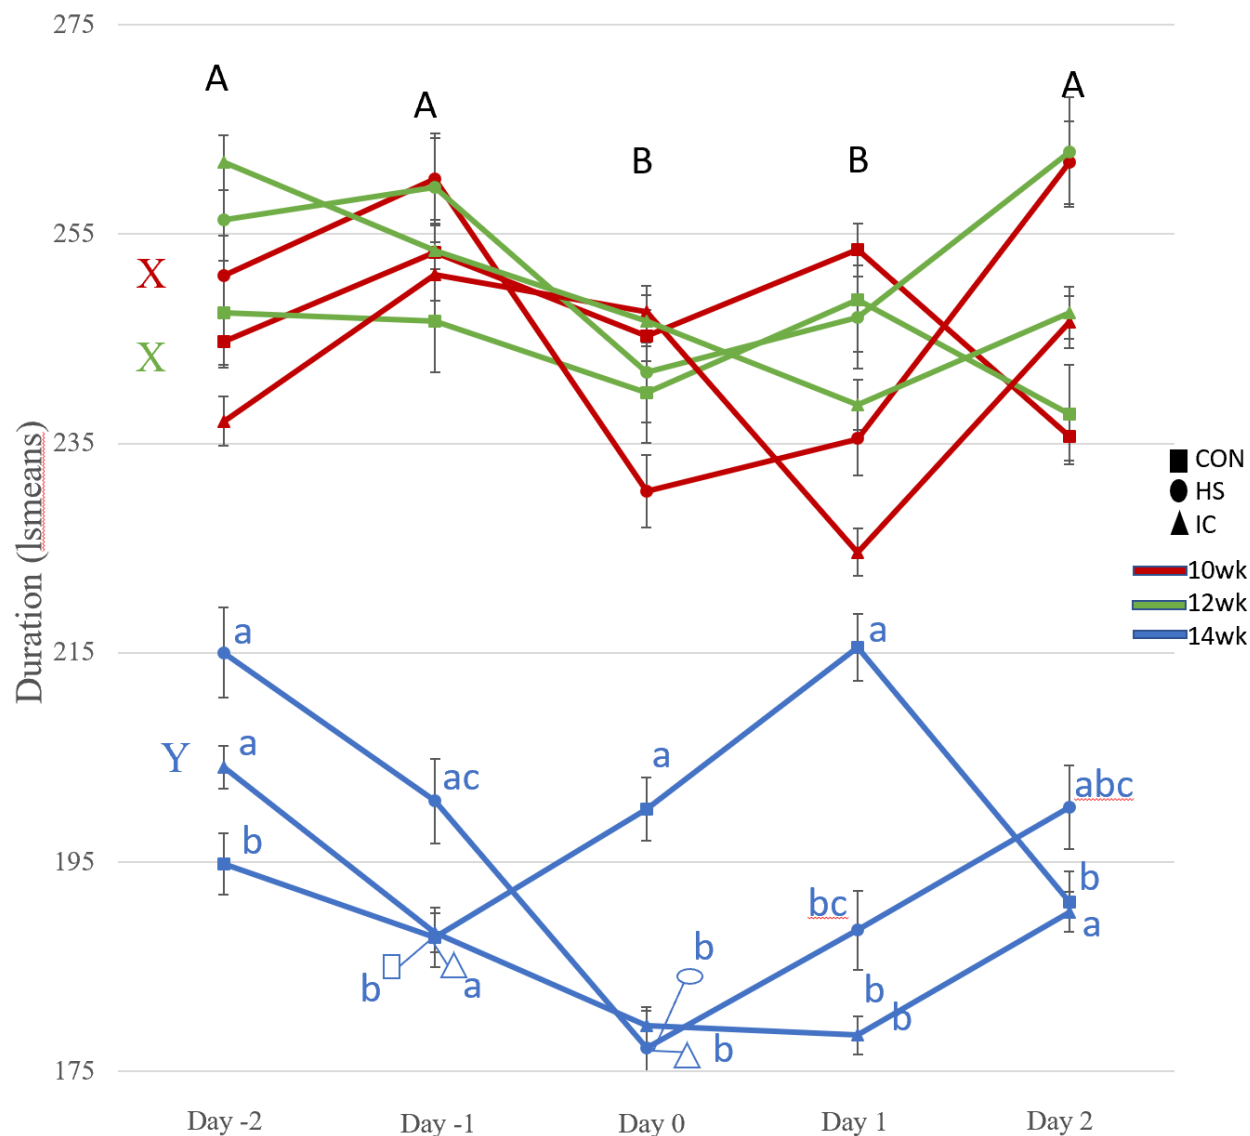 275
A
A
A
B
B
255
X
X
235
CON
HS
IC
Duration (lsmeans)
10wk
12wk
14wk
215
a
a
a
Y
a
ac
abc
195
b
b
bc
a
b
b
a
b
b
b
175
Day -2
Day -1
Day 0
Day 1
Day 2